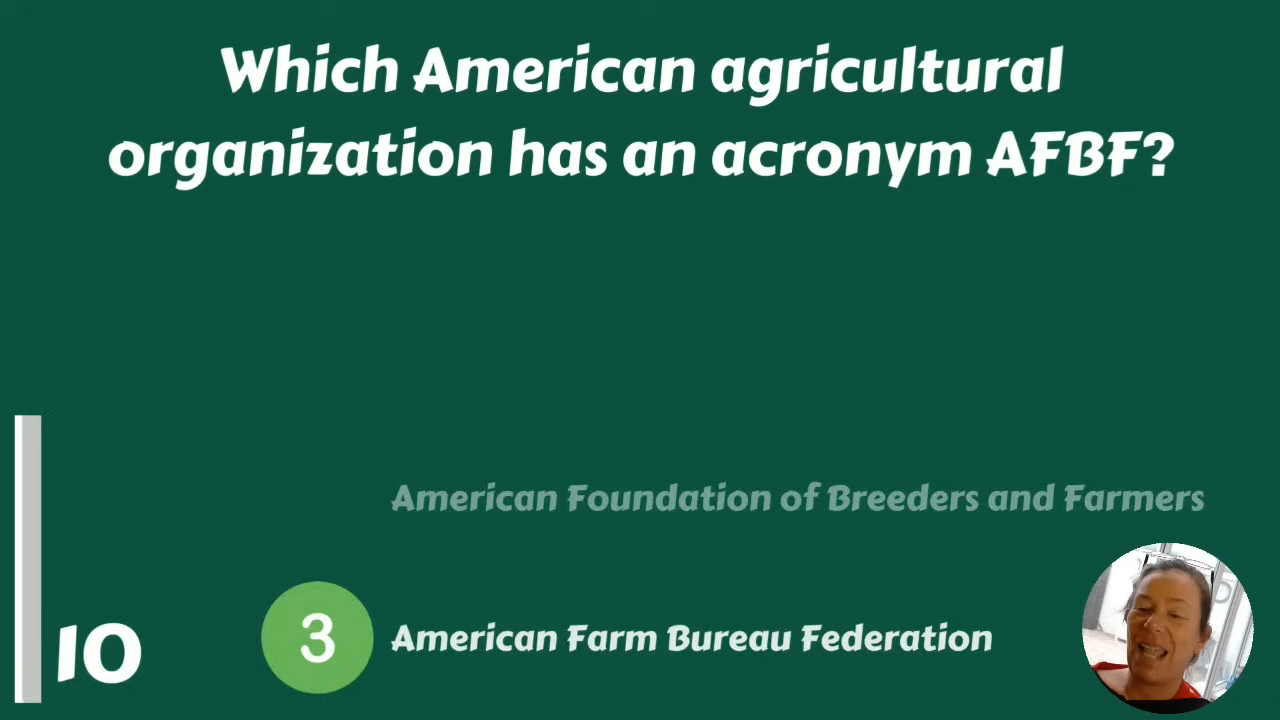 Which American agricultural
organization has an acronym AFBF?
American Foundation of Breeders and Farmers
3 American Farm Bureau Federation
10